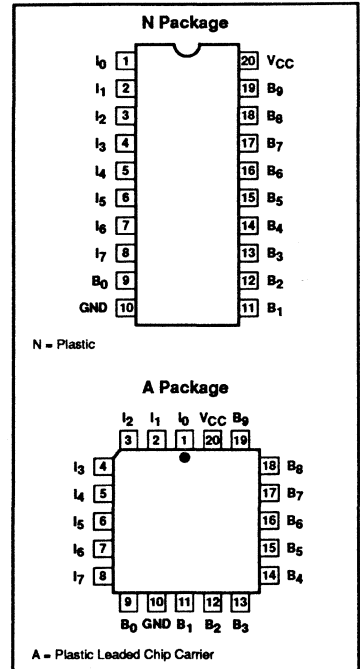 N Package
I0 1 20 VCC
I1 2 19 B9
I2 3 18 B8
I3 4 17 B7
I4 5 16 B6
I5 6 15 B5
I6 7 14 B4
I7 8 13 B3
B0 9 12 B2
GND 10 11 B1
N = Plastic
A Package
I2 I1 I0 VCC B9
3 2 1 20 19
I3 4 18 B8
I4 5 17 B7
I5 6 16 B6
I6 7 15 B5
I7 8 14 B4
9 10 11 12 13
B0 GND B1 B2 B3
A = Plastic Leaded Chip Carrier